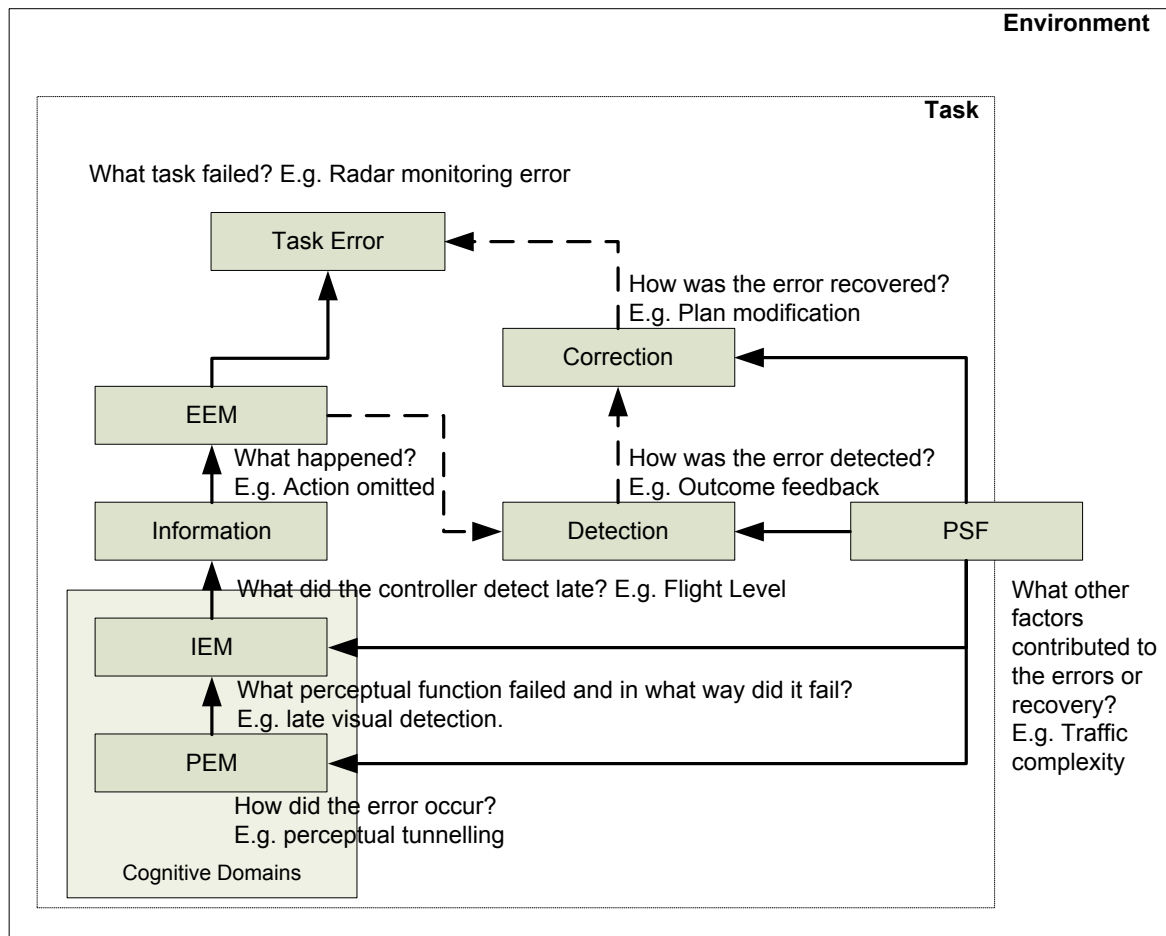 Environment
Task
What task failed? E.g. Radar monitoring error
Task Error
How was the error recovered?
E.g. Plan modification
Correction
EEM
What happened?
E.g. Action omitted
How was the error detected?
E.g. Outcome feedback
Information
Detection
PSF
What did the controller detect late? E.g. Flight Level
What other
factors
contributed to
the errors or
recovery?
E.g. Traffic
complexity
IEM
What perceptual function failed and in what way did it fail?
E.g. late visual detection.
PEM
How did the error occur?
E.g. perceptual tunnelling
Cognitive Domains